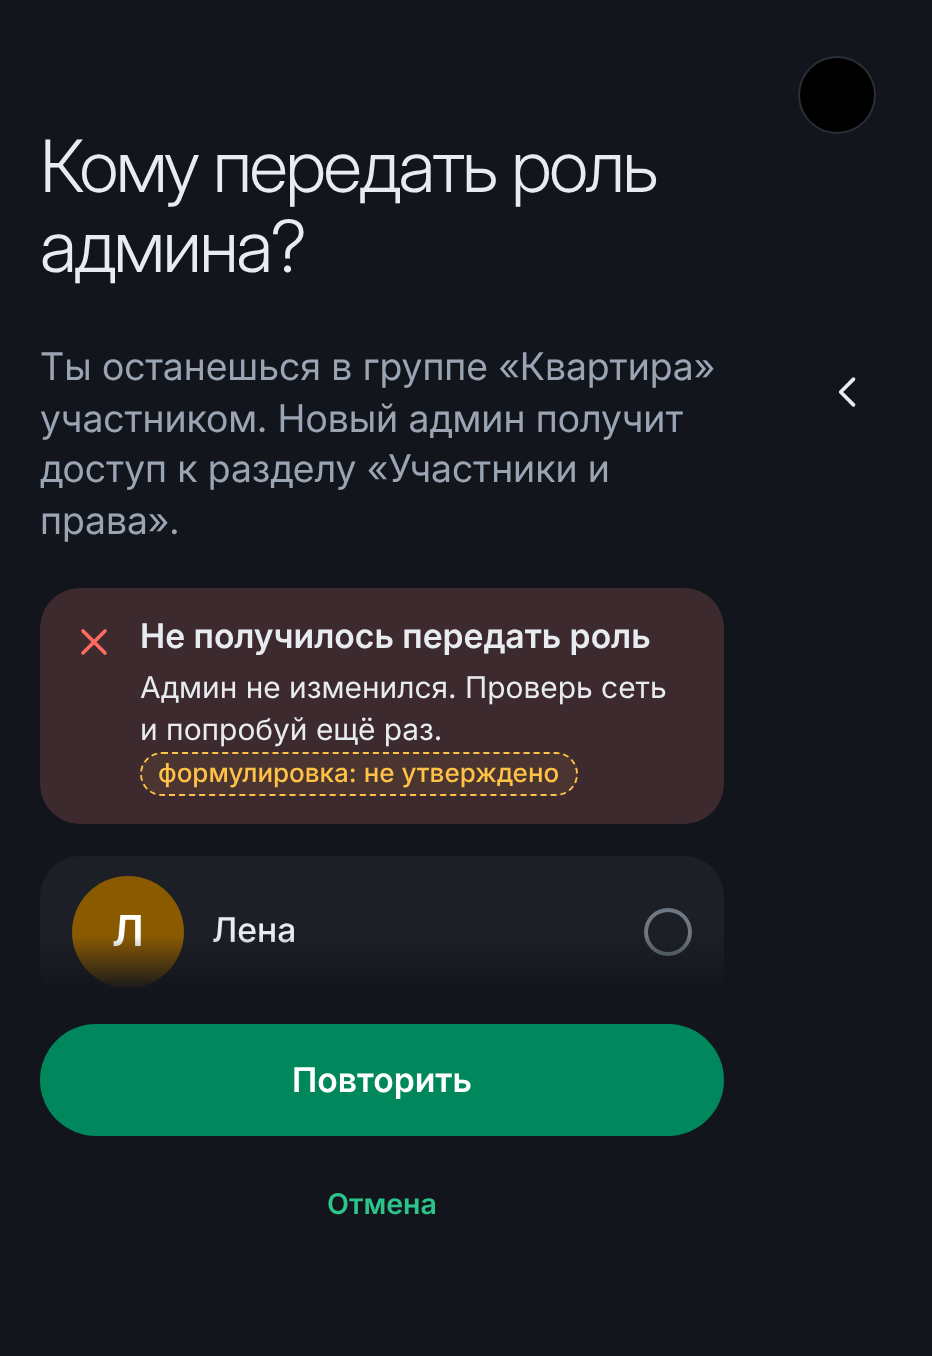 Кому передать роль
админа?
Ты останешься в группе «Квартира»
участником. Новый админ получит
доступ к разделу «Участники и
права».
Не получилось передать роль
Админ не изменился. Проверь сеть
и попробуй ещё раз.
формулировка: не утверждено
Л
Лена
Повторить
Отмена